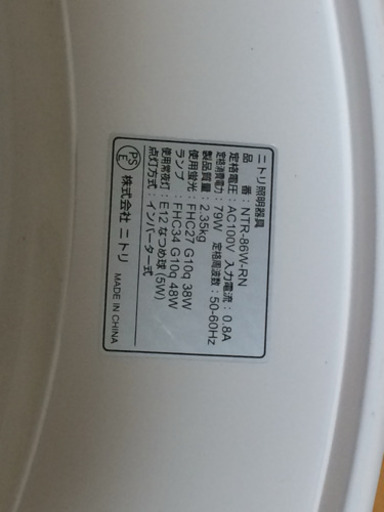 ニトリ照明器具
品番：NTR-86W-RN
定格電圧：AC100V 入力電流：0.8A
定格消費電力：79W 定格周波数：50-60Hz
製品質量：2.35kg
使用蛍光：FHC27 G10q 38W
ランプ：FHC34 G10q 48W
使用常夜灯：E12 なつめ球(5W)
点灯方式：インバーター式
PS E 株式会社 ニトリ MADE IN CHINA